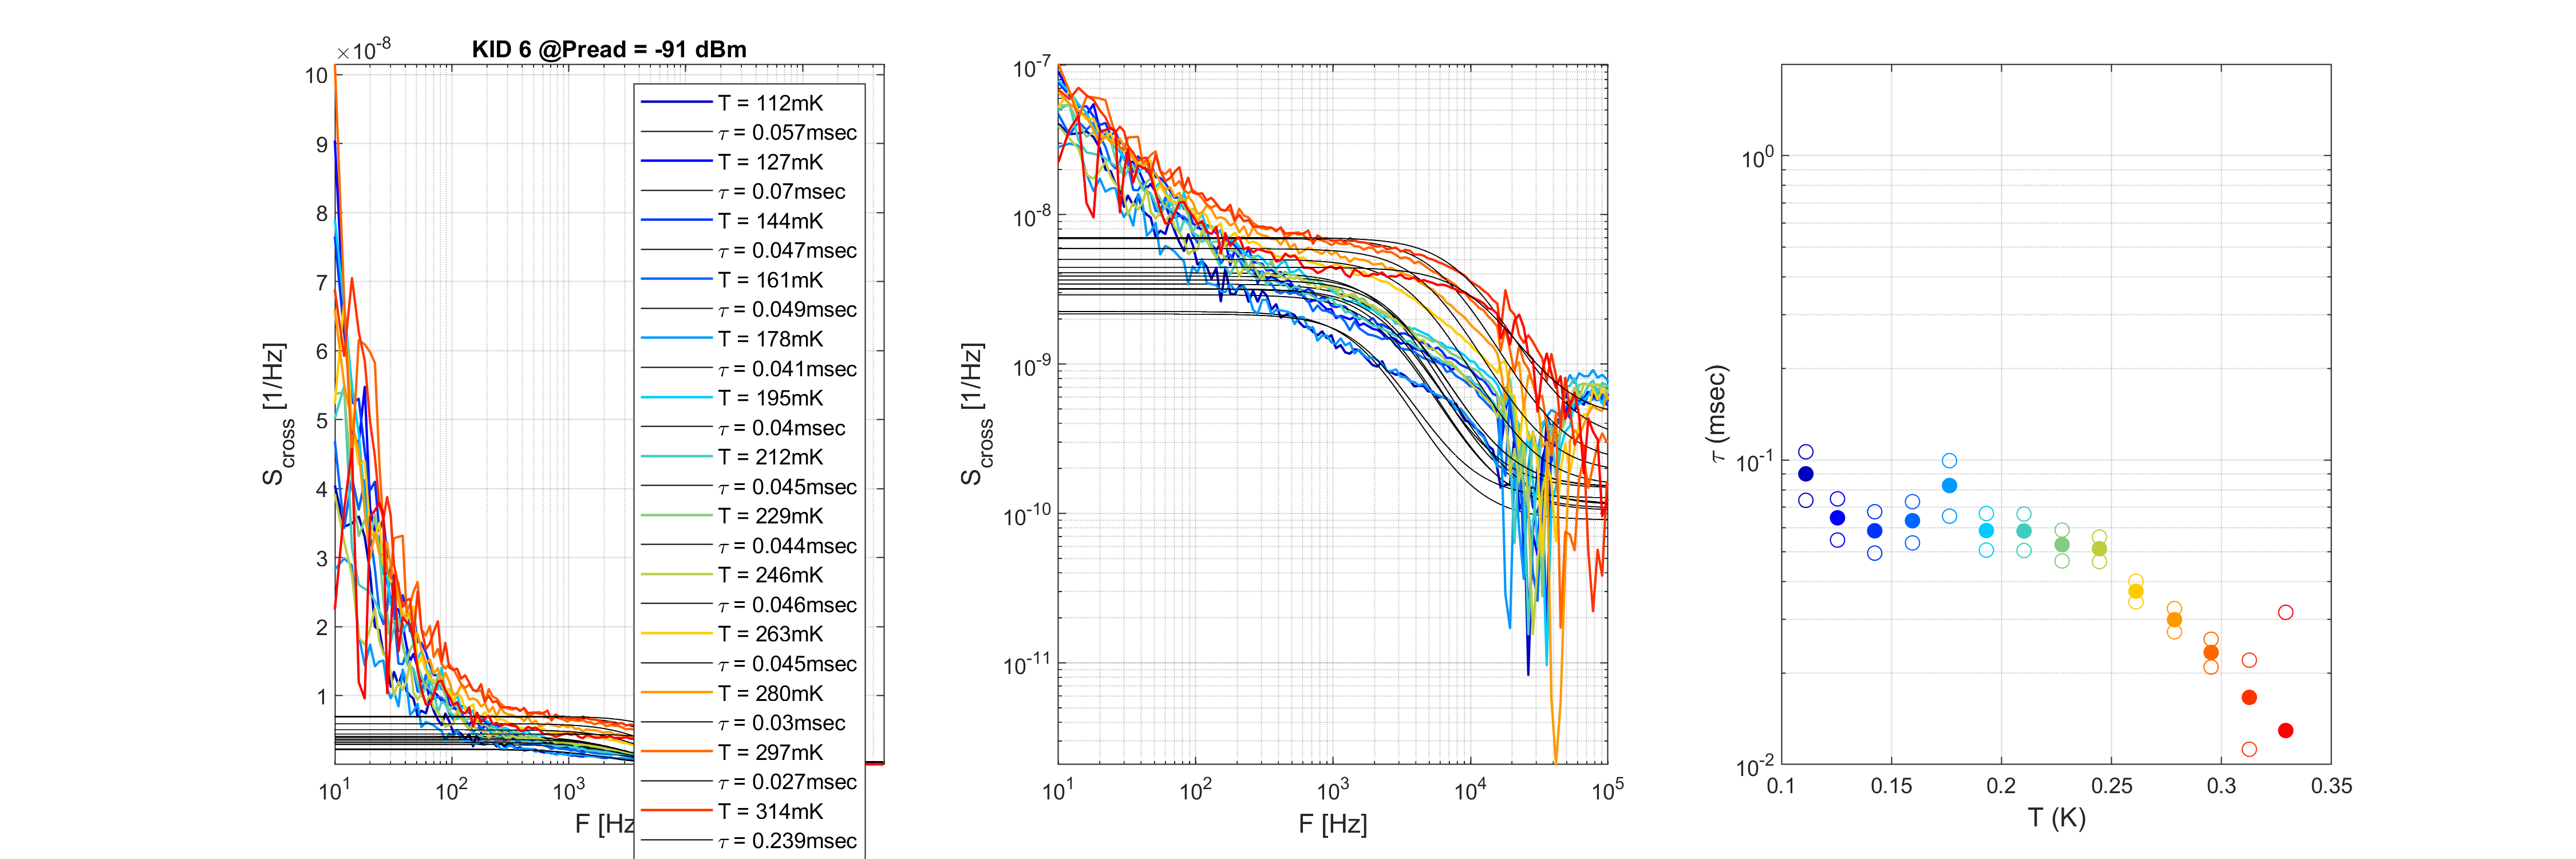 ×10-8
KID 6 @Pread = -91 dBm
10
9
8
7
6
5
4
3
2
1
Scross [1/Hz]
101
102
103
F [Hz
T = 112mK
τ = 0.057msec
T = 127mK
τ = 0.07msec
T = 144mK
τ = 0.047msec
T = 161mK
τ = 0.049msec
T = 178mK
τ = 0.041msec
T = 195mK
τ = 0.04msec
T = 212mK
τ = 0.045msec
T = 229mK
τ = 0.044msec
T = 246mK
τ = 0.046msec
T = 263mK
τ = 0.045msec
T = 280mK
τ = 0.03msec
T = 297mK
τ = 0.027msec
T = 314mK
τ = 0.239msec
10-7
10-8
10-9
10-10
10-11
Scross [1/Hz]
101
102
103
104
105
F [Hz]
100
10-1
10-2
τ (msec)
0.1
0.15
0.2
0.25
0.3
0.35
T (K)